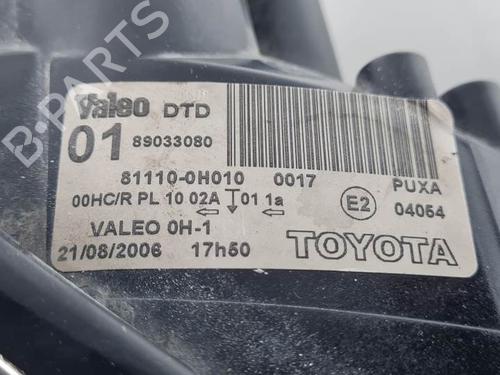 Valeo DTD
01 89033080
81110-0H010 0017 PUXA
00HC/R PL 10 02A T01 1a E2 04054
VALEO 0H-1
21/08/2006 17h50 TOYOTA
B-PARTS